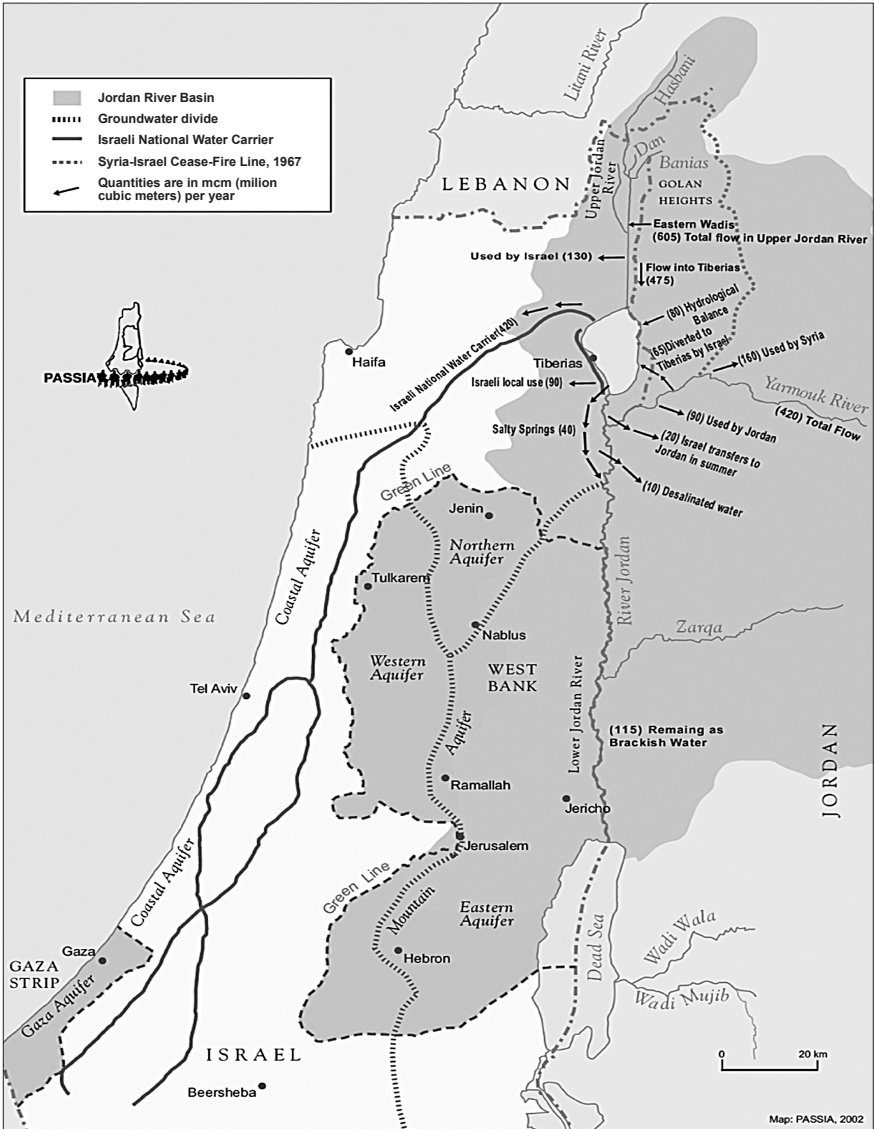 Jordan River Basin
Groundwater divide
Israeli National Water Carrier
Syria-Israel Cease-Fire Line, 1967
Quantities are in mcm (milion
cubic meters) per year
Litani River
Hasbani
Dan
Banias
Upper Jordan
River
GOLAN
HEIGHTS
LEBANON
Eastern Wadis
(605) Total flow in Upper Jordan River
Used by Israel (130)
Flow into Tiberias
(475)
(80) Hydrological
Balance
(65)Diverted to
Tiberias by Israel
(160) Used by Syria
Yarmouk River
(420) Total Flow
Israeli National Water Carrier(420)
Haifa
PASSIA
Tiberias
Israeli local use (90)
Salty Springs (40)
(90) Used by Jordan
(20) Israel transfers to
Jordan in summer
(10) Desalinated water
Green Line
Jenin
Northern
Aquifer
Coastal Aquifer
Tulkarem
River Jordan
Mediterranean Sea
Zarqa
Nablus
Western
Aquifer
WEST
BANK
Tel Aviv
Aquifer
Lower Jordan River
(115) Remaing as
Brackish Water
JORDAN
Ramallah
Jericho
Jerusalem
Coastal Aquifer
Green Line
Mountain
Eastern
Aquifer
Hebron
Dead Sea
Wadi Wala
Wadi Mujib
Gaza
GAZA
STRIP
Gaza Aquifer
ISRAEL
Beersheba
0 20 km
Map: PASSIA, 2002